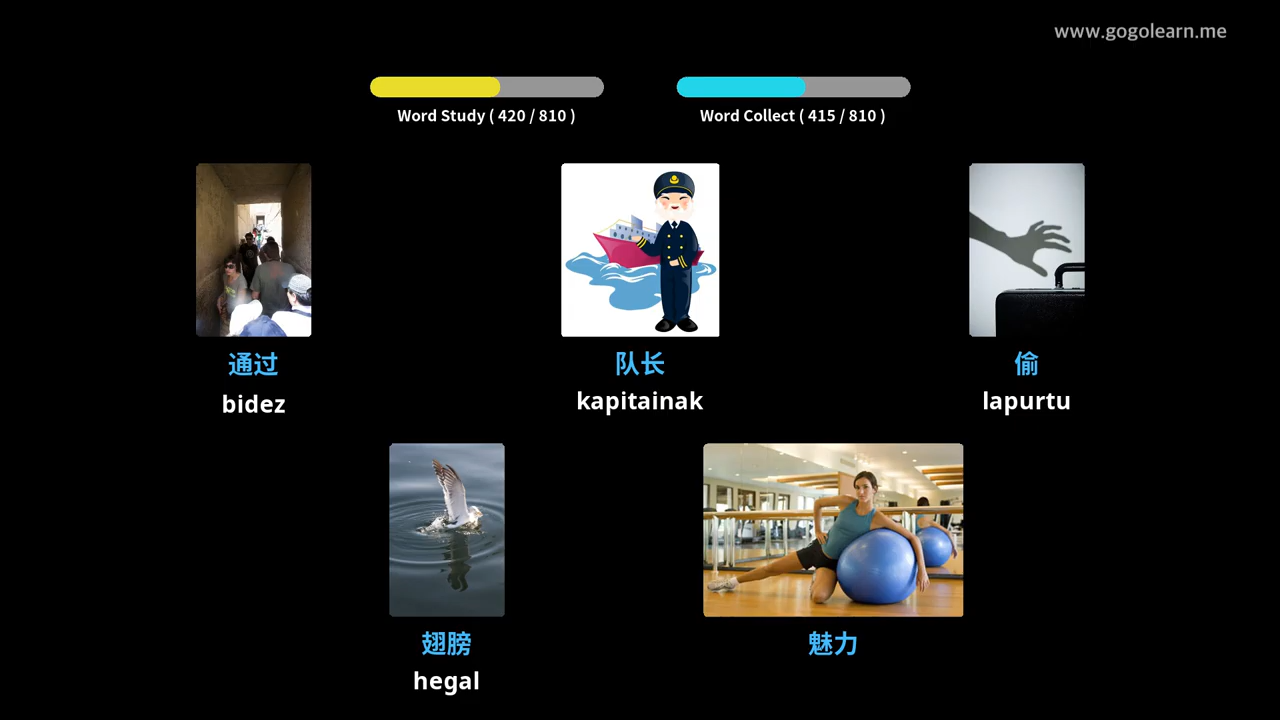 www.gogolearn.me
Word Study ( 420 / 810 )
Word Collect ( 415 / 810 )
通过
bidez
队长
kapitainak
偷
lapurtu
翅膀
hegal
魅力